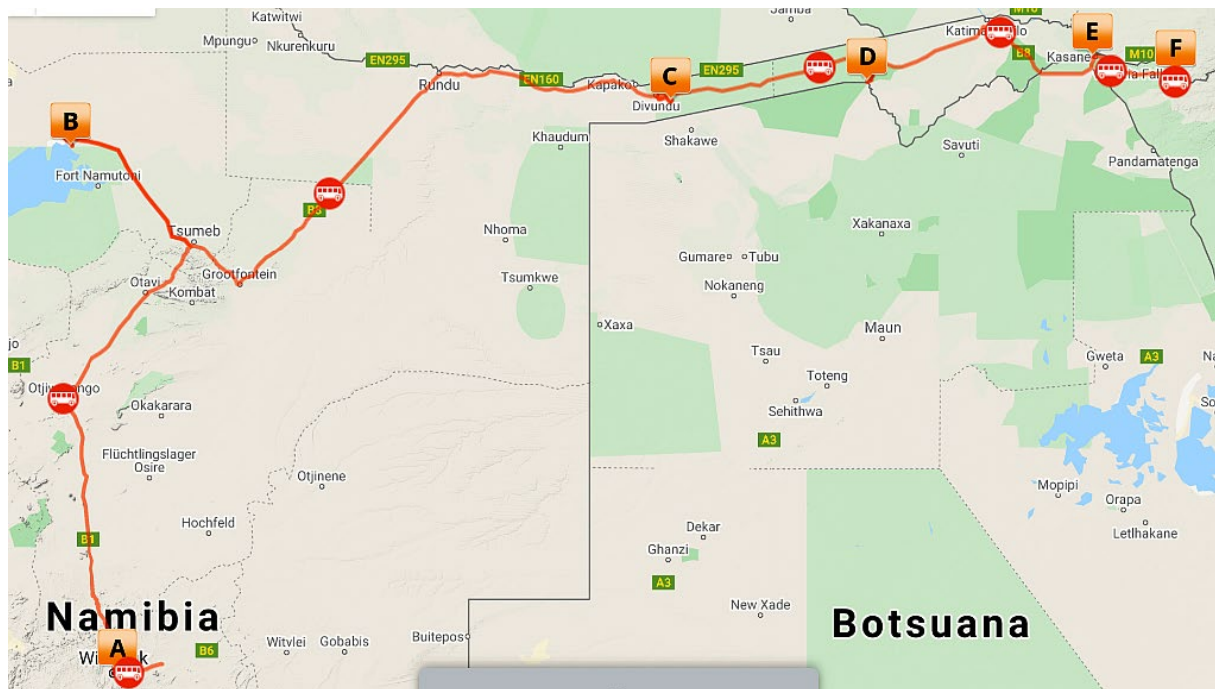 Katwitwi
Jamba
M10
Mpungu
Nkurenkuru
EN295
B8
E
F
D
C
Kasane
M10
EN295
EN160
Rundu
Kapako
Divundu
B
Khaudum
Shakawe
Savuti
Pandamatenga
Fort Namutoni
B8
Tsumeb
Nhoma
Xakanaxa
Gumare
Tubu
Grootfontein
Otavi
Kombat
Tsumkwe
Nokaneng
Xaxa
Maun
B1
Tsau
Gweta
A3
Toteng
Okakarara
Sehithwa
A3
Flüchtlingslager
Osire
Otjinene
Mopipi
Orapa
Letlhakane
Hochfeld
Dekar
B1
Ghanzi
A3
New Xade
Namibia
Botsuana
A
B6
Witvlei
Gobabis
Buitepos